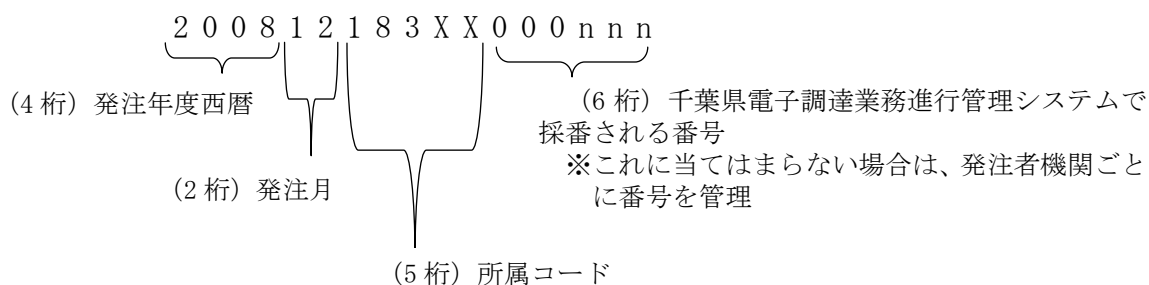 ２００８１２１８３ＸＸ０００ｎｎｎ
(4 桁) 発注年度西暦
(6 桁) 千葉県電子調達業務進行管理システムで
採番される番号
※これに当てはまらない場合は、発注者機関ごと
に番号を管理
(2 桁) 発注月
(5 桁) 所属コード